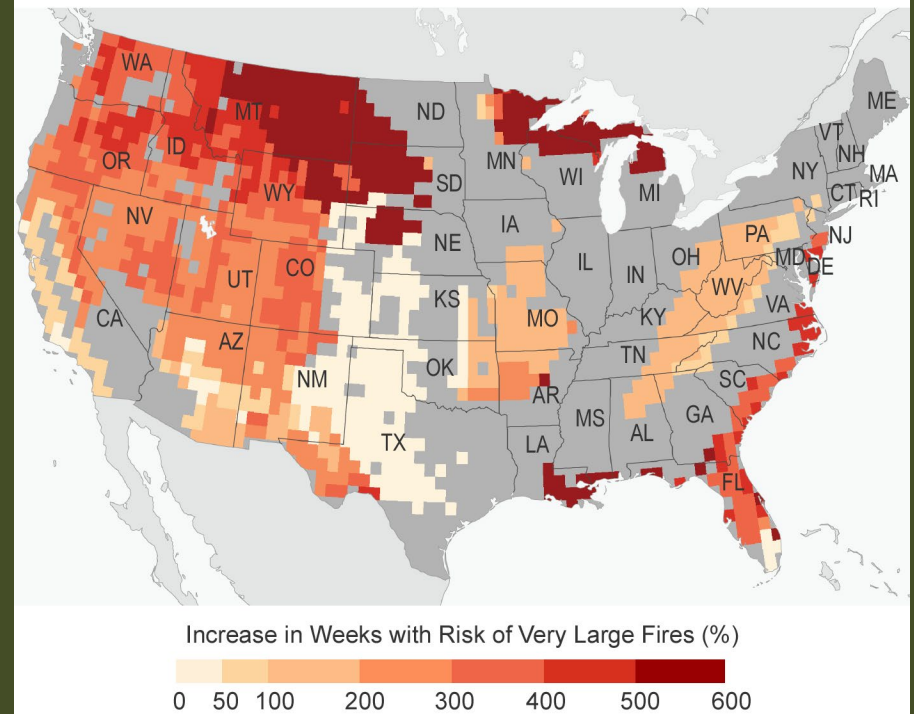 ME
WA
VT
ND
MT
NH
MN
OR
ID
NY
MA
SD
WI
CT
RI
WY
MI
NV
IA
PA
NJ
NE
OH
MD
DE
IL
IN
UT
CO
WV
VA
KS
CA
MO
KY
NC
AZ
TN
OK
NM
AR
SC
MS
AL
GA
TX
LA
FL
Increase in Weeks with Risk of Very Large Fires (%)
0 50 100 200 300 400 500 600